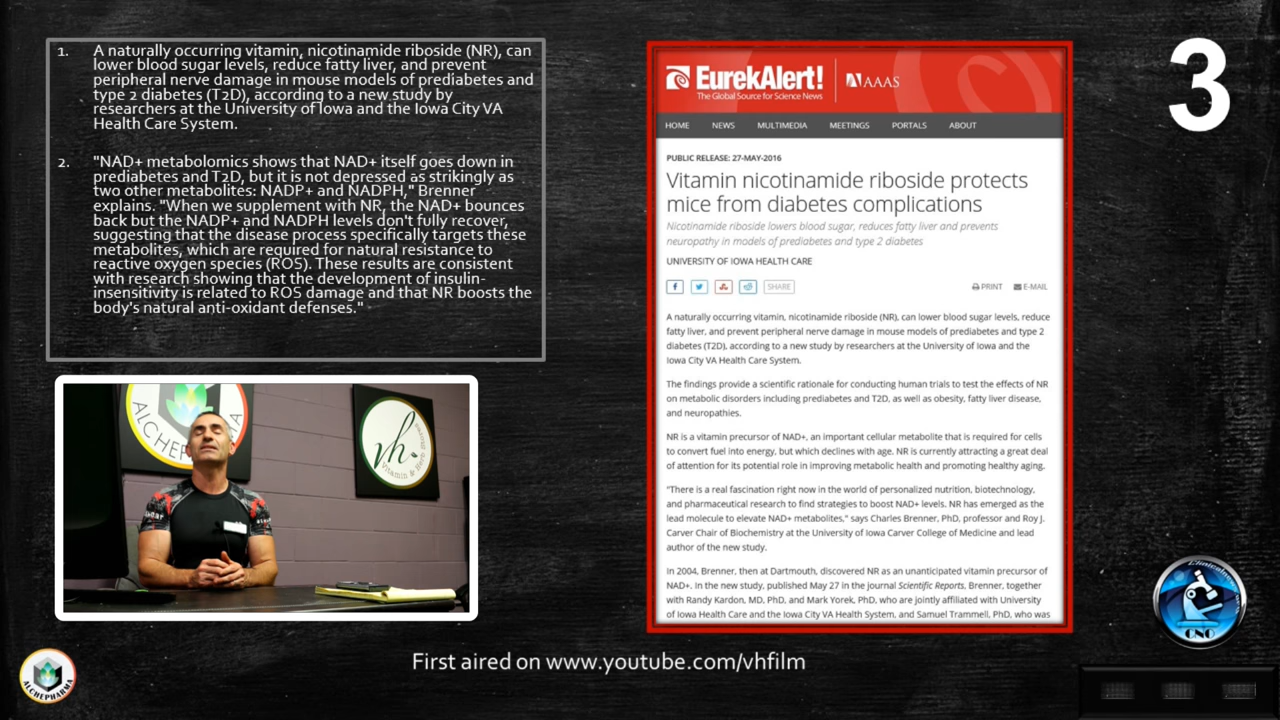 1. A naturally occurring vitamin, nicotinamide riboside (NR), can
lower blood sugar levels, reduce fatty liver, and prevent
peripheral nerve damage in mouse models of prediabetes and
type 2 diabetes (T2D), according to a new study by
researchers at the University of Iowa and the Iowa City VA
Health Care System.
2. "NAD+ metabolomics shows that NAD+ itself goes down in
prediabetes and T2D, but it is not depressed as strikingly as
two other metabolites: NADP+ and NADPH," Brenner
explains. "When we supplement with NR, the NAD+ bounces
back but the NADP+ and NADPH levels don't fully recover,
suggesting that the disease process specifically targets these
metabolites, which are required for natural resistance to
reactive oxygen species (ROS). These results are consistent
with research showing that the development of insulin-
insensitivity is related to ROS damage and that NR boosts the
body's natural anti-oxidant defenses."
EurekAlert! AAAS
The Global Source for Science News
HOME NEWS MULTIMEDIA MEETINGS PORTALS ABOUT
PUBLIC RELEASE: 27-MAY-2016
Vitamin nicotinamide riboside protects
mice from diabetes complications
Nicotinamide riboside lowers blood sugar, reduces fatty liver and prevents
neuropathy in models of prediabetes and type 2 diabetes
UNIVERSITY OF IOWA HEALTH CARE
SHARE PRINT E-MAIL
A naturally occurring vitamin, nicotinamide riboside (NR), can lower blood sugar levels, reduce
fatty liver, and prevent peripheral nerve damage in mouse models of prediabetes and type 2
diabetes (T2D), according to a new study by researchers at the University of Iowa and the
Iowa City VA Health Care System.
The findings provide a scientific rationale for conducting human trials to test the effects of NR
on metabolic disorders including prediabetes and T2D, as well as obesity, fatty liver disease,
and neuropathies.
NR is a vitamin precursor of NAD+, an important cellular metabolite that is required for cells
to convert fuel into energy, but which declines with age. NR is currently attracting a great deal
of attention for its potential role in improving metabolic health and promoting healthy aging.
"There is a real fascination right now in the world of personalized nutrition, biotechnology,
and pharmaceutical research to find strategies to boost NAD+ levels. NR has emerged as the
lead molecule to elevate NAD+ metabolites," says Charles Brenner, PhD, professor and Roy J.
Carver Chair of Biochemistry at the University of Iowa Carver College of Medicine and lead
author of the new study.
In 2004, Brenner, then at Dartmouth, discovered NR as an unanticipated vitamin precursor of
NAD+. In the new study, published May 27 in the journal Scientific Reports, Brenner, together
with Randy Kardon, MD, PhD, and Mark Yorek, PhD, who are jointly affiliated with University
of Iowa Health Care and the Iowa City VA Health System, and Samuel Trammell, PhD, who was
3
ALCHEPHARMA
vh
Vitamin & Herb Store
CNO
ALCHEPHARMA
First aired on www.youtube.com/vhfilm